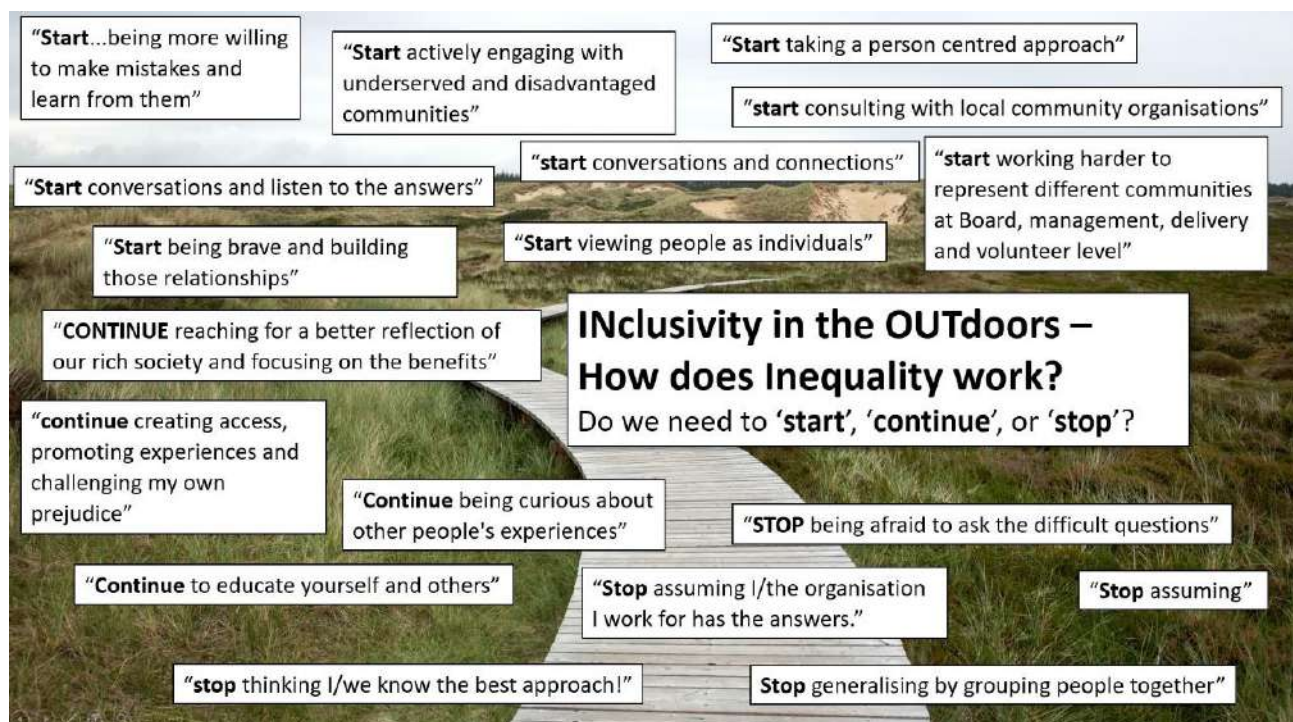 “Start...being more willing
to make mistakes and
learn from them”
“Start actively engaging with
underserved and disadvantaged
communities”
“Start taking a person centred approach”
“start consulting with local community organisations”
“start conversations and connections”
“start working harder to
represent different communities
at Board, management, delivery
and volunteer level”
“Start conversations and listen to the answers”
“Start being brave and building
those relationships”
“Start viewing people as individuals”
“CONTINUE reaching for a better reflection of
our rich society and focusing on the benefits”
INclusivity in the OUTdoors –
How does Inequality work?
Do we need to ‘start’, ‘continue’, or ‘stop’?
“continue creating access,
promoting experiences and
challenging my own
prejudice”
“Continue being curious about
other people's experiences”
“STOP being afraid to ask the difficult questions”
“Continue to educate yourself and others”
“Stop assuming I/the organisation
I work for has the answers.”
“Stop assuming”
“stop thinking I/we know the best approach!”
Stop generalising by grouping people together”